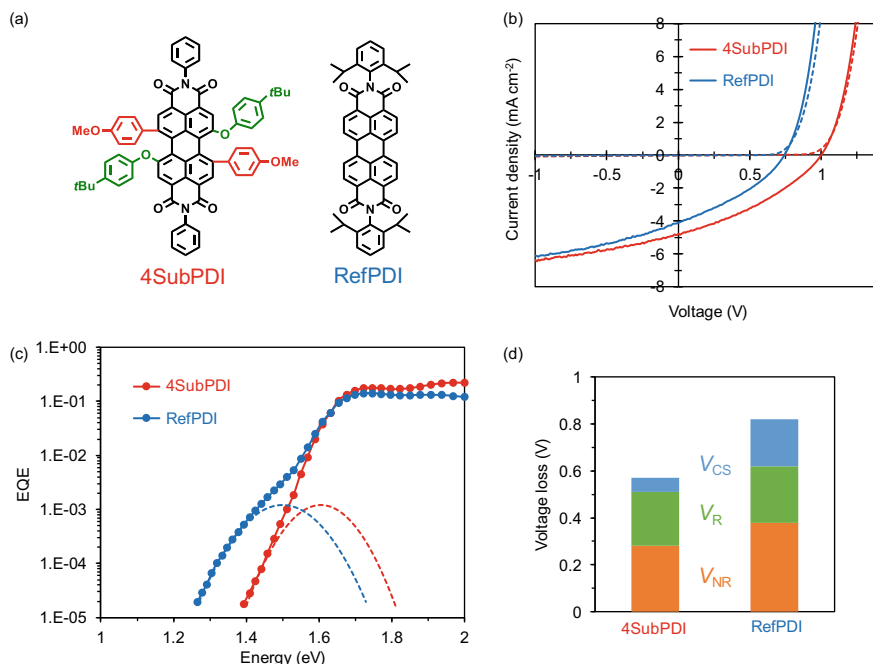 (a)
N
O
O
tBu
MeO
O
O
OMe
tBu
O
O
N
4SubPDI
N
O
O
O
O
N
RefPDI
(b)
Current density (mA cm-2)
8
6
4
2
0
-2
-4
-6
-8
-1
-0.5
0
0.5
1
Voltage (V)
4SubPDI
RefPDI
(c)
EQE
1.E+00
1.E-01
1.E-02
1.E-03
1.E-04
1.E-05
1
1.2
1.4
1.6
1.8
2
Energy (eV)
4SubPDI
RefPDI
(d)
Voltage loss (V)
1
0.8
0.6
0.4
0.2
0
VCS
VR
VNR
4SubPDI
RefPDI